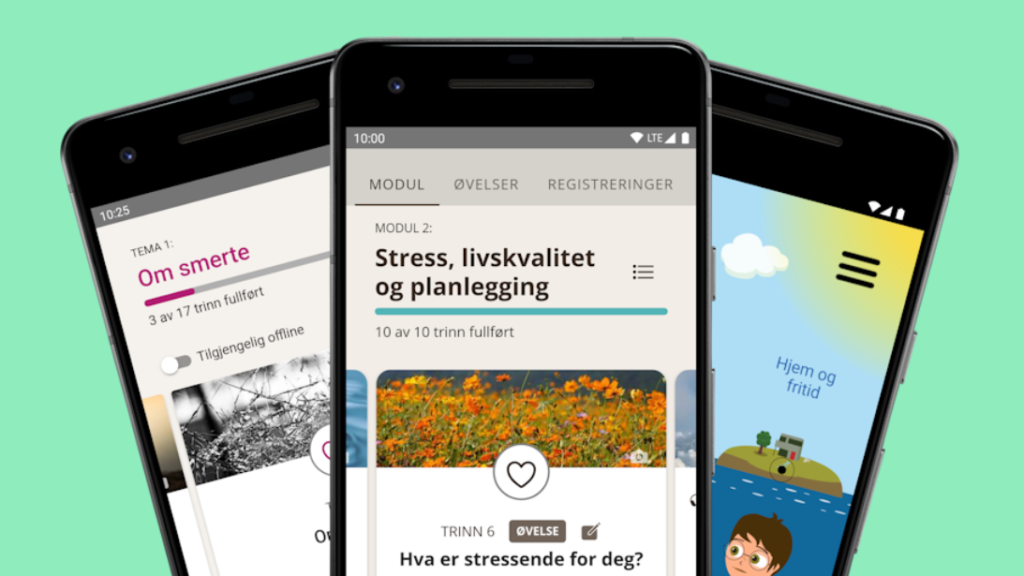 10:25
TEMA 1:
Om smerte
3 av 17 trinn fullført
Tilgjengelig offline
10:00
LTE
MODUL ØVELSER REGISTRERINGER
MODUL 2:
Stress, livskvalitet
og planlegging
10 av 10 trinn fullført
TRINN 6 ØVELSE
Hva er stressende for deg?
Hjem og
fritid